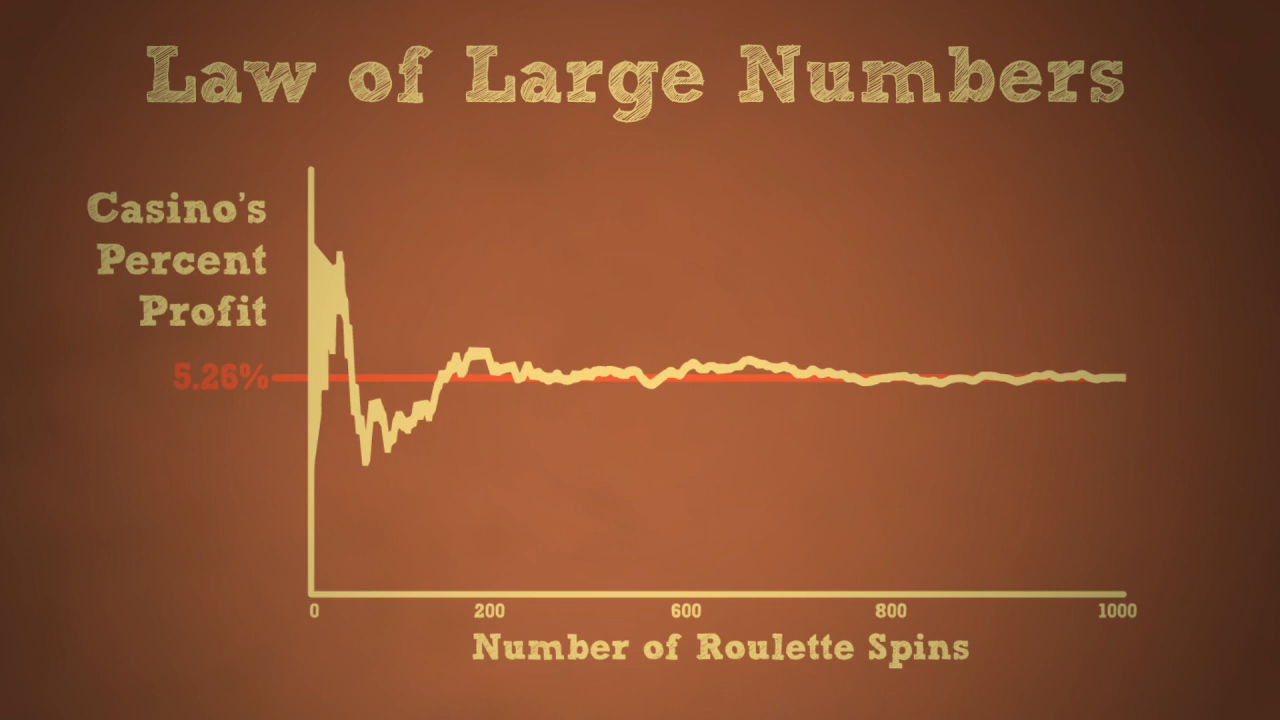 Law of Large Numbers
Casino's
Percent
Profit
5.26%
0 200 600 800 1000
Number of Roulette Spins